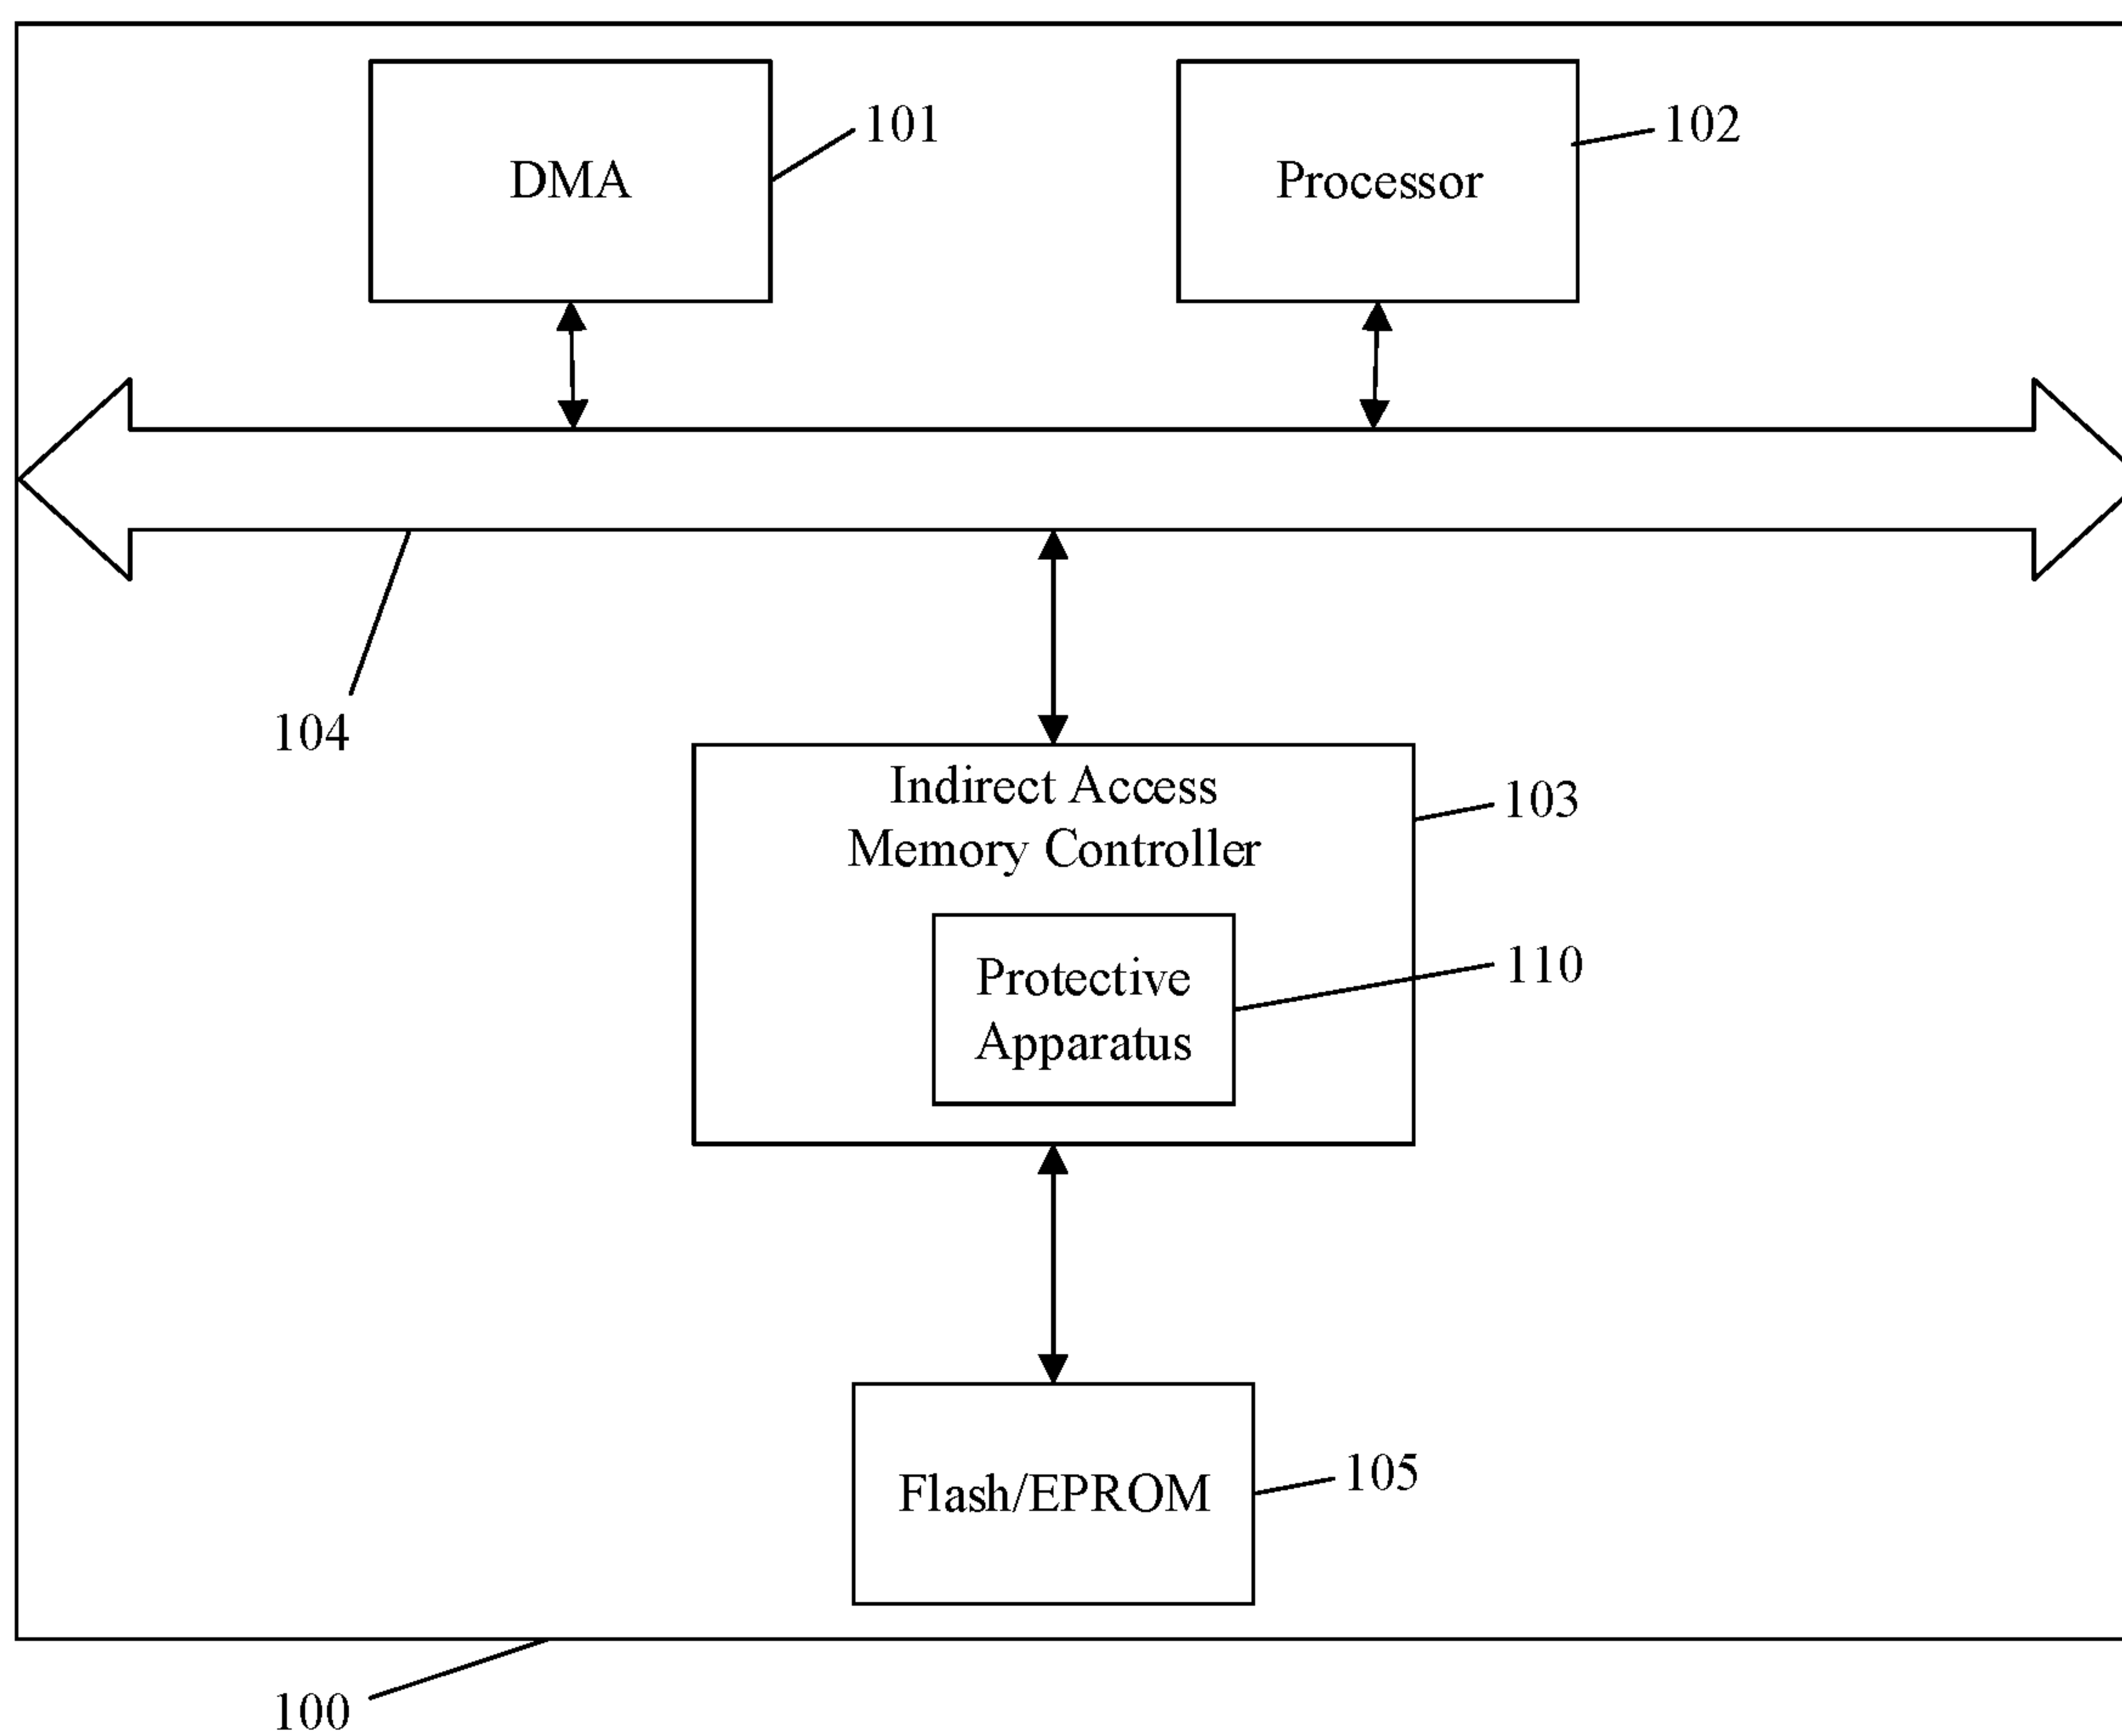 101
102
DMA
Processor
104
Indirect Access
Memory Controller
103
Protective
Apparatus
110
Flash/EPROM
105
100